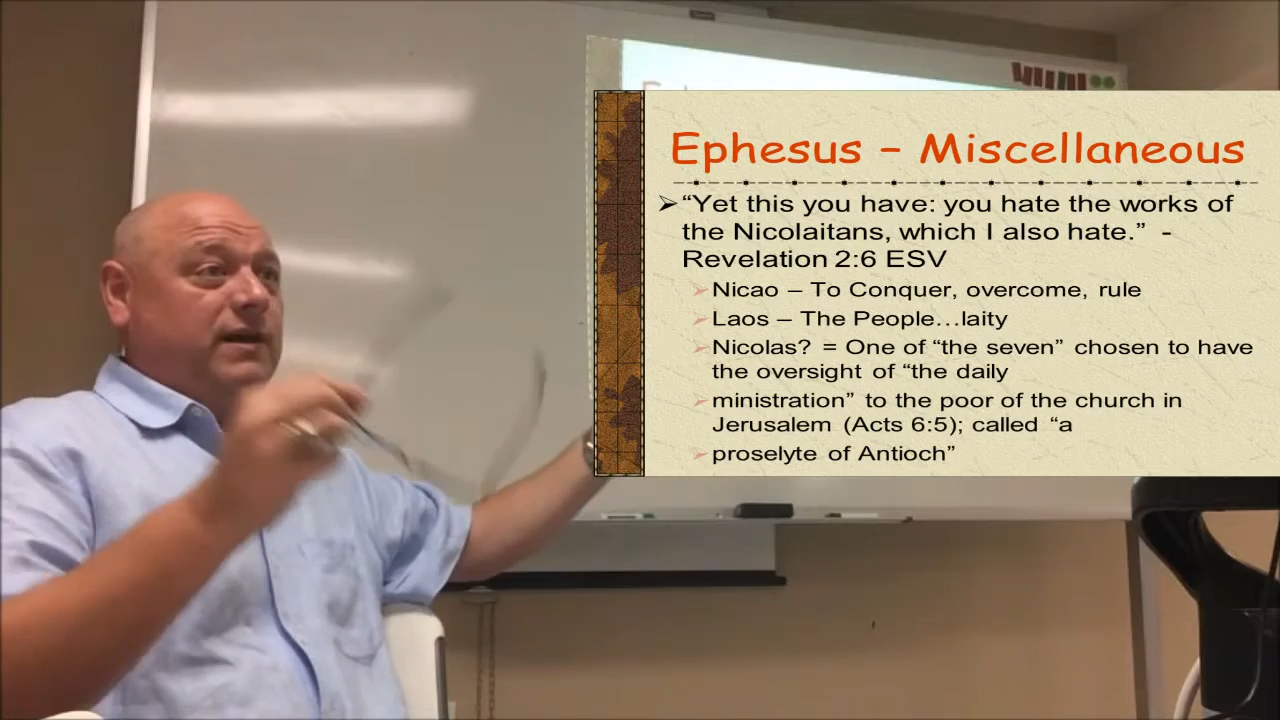 Ephesus – Miscellaneous
“Yet this you have: you hate the works of
the Nicolaitans, which I also hate.” -
Revelation 2:6 ESV
Nicao – To Conquer, overcome, rule
Laos – The People…laity
Nicolas? = One of “the seven” chosen to have
the oversight of “the daily
ministration” to the poor of the church in
Jerusalem (Acts 6:5); called “a
proselyte of Antioch”